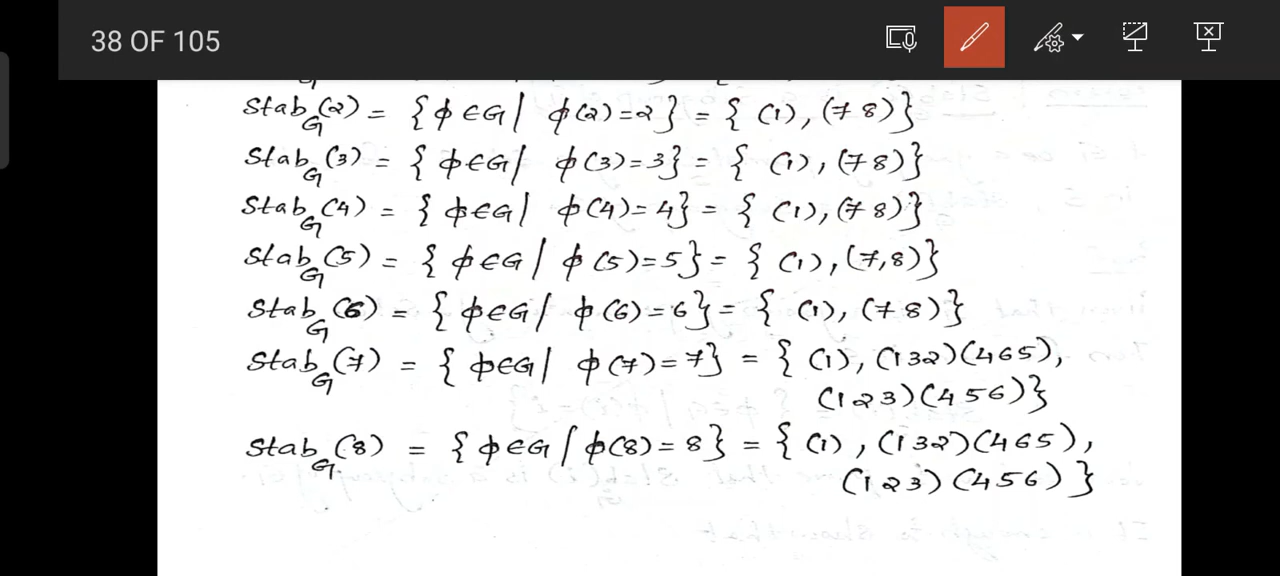 38 OF 105
Stab_G(2) = { ϕ∈G | ϕ(2)=2} = { (1), (7 8)}
Stab_G(3) = { ϕ∈G | ϕ(3)=3} = { (1), (7 8)}
Stab_G(4) = { ϕ∈G | ϕ(4)=4} = { (1), (7 8)}
Stab_G(5) = { ϕ∈G | ϕ(5)=5} = { (1), (7,8)}
Stab_G(6) = { ϕ∈G | ϕ(6)=6} = { (1), (7 8)}
Stab_G(7) = { ϕ∈G | ϕ(7)=7} = { (1), (132)(465),
(123)(456)}
Stab_G(8) = { ϕ∈G | ϕ(8)=8} = { (1), (132)(465),
(123)(456)}